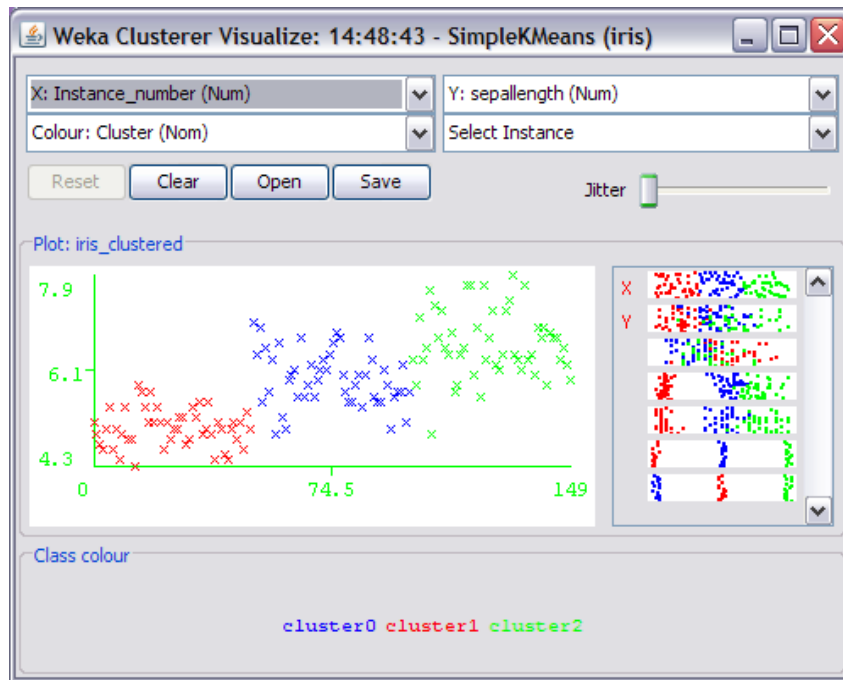 Weka Clusterer Visualize: 14:48:43 - SimpleKMeans (iris)
X: Instance_number (Num) Y: sepallength (Num)
Colour: Cluster (Nom) Select Instance
Reset Clear Open Save Jitter
Plot: iris_clustered
7.9
6.1
4.3
0 74.5 149
X
Y
Class colour
cluster0 cluster1 cluster2